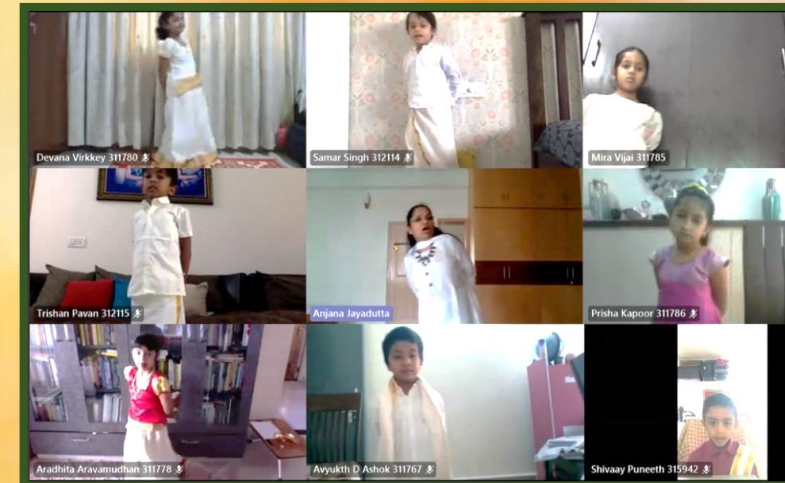 Devana Virkkey 311780
Samar Singh 312114
Mira Vijai 311785
Trishan Pavan 312115
Anjana Jayadutta
Prisha Kapoor 311786
Aradhita Aravamudhan 311778
Avyukth D Ashok 311767
Shivaay Puneeth 315942